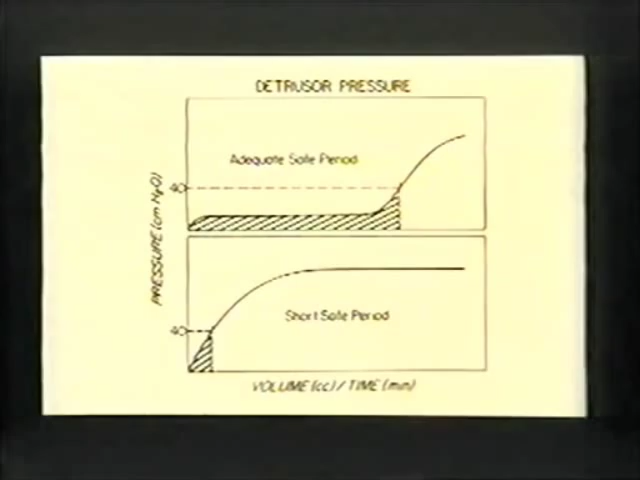 DETRUSOR PRESSURE
Adequate Safe Period
40
PRESSURE (cm H₂O)
Short Safe Period
40
VOLUME (cc) / TIME (min)